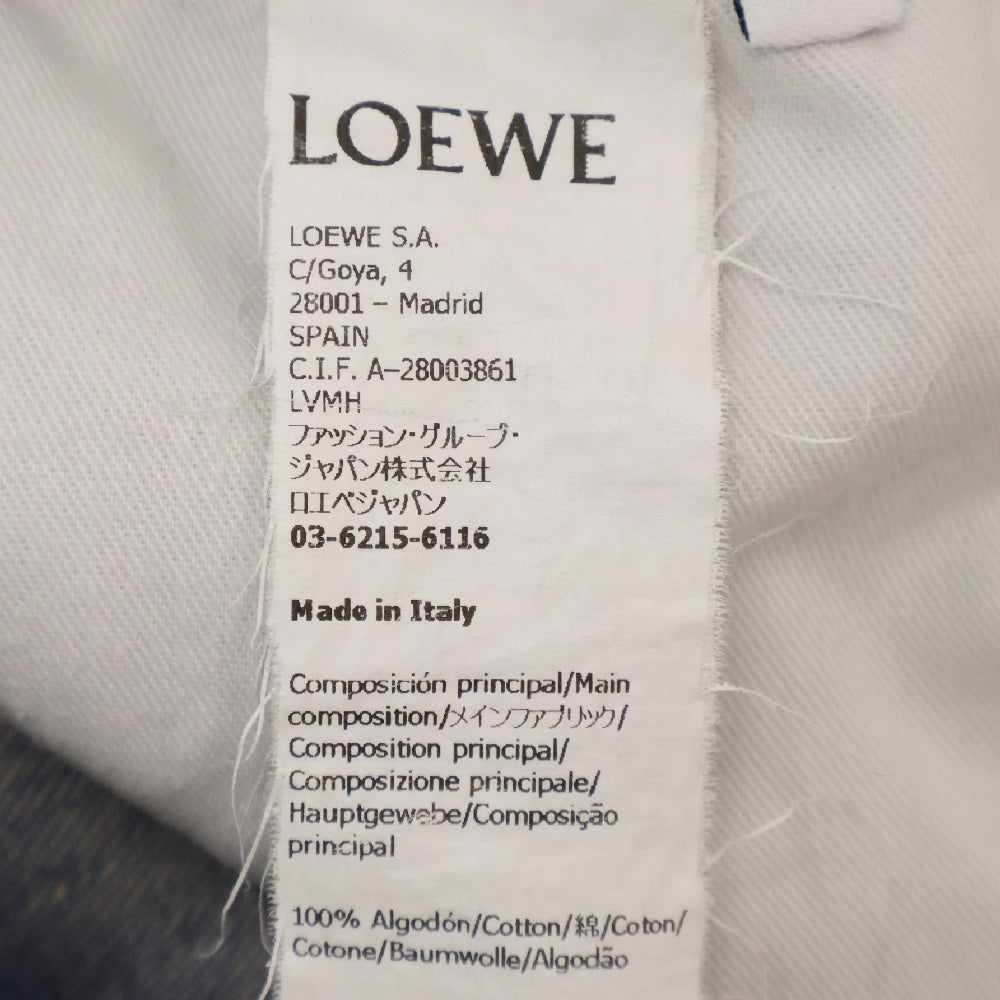 LOEWE
LOEWE S.A.
C/Goya, 4
28001 – Madrid
SPAIN
C.I.F. A–28003861
LVMH
ファッション・グループ・
ジャパン株式会社
ロエベジャパン
03-6215-6116
Made in Italy
Composición principal/Main
composition/メインファブリック/
Composition principal/
Composizione principale/
Hauptgewebe/Composição
principal
100% Algodón/Cotton/綿/Coton/
Cotone/Baumwolle/Algodão